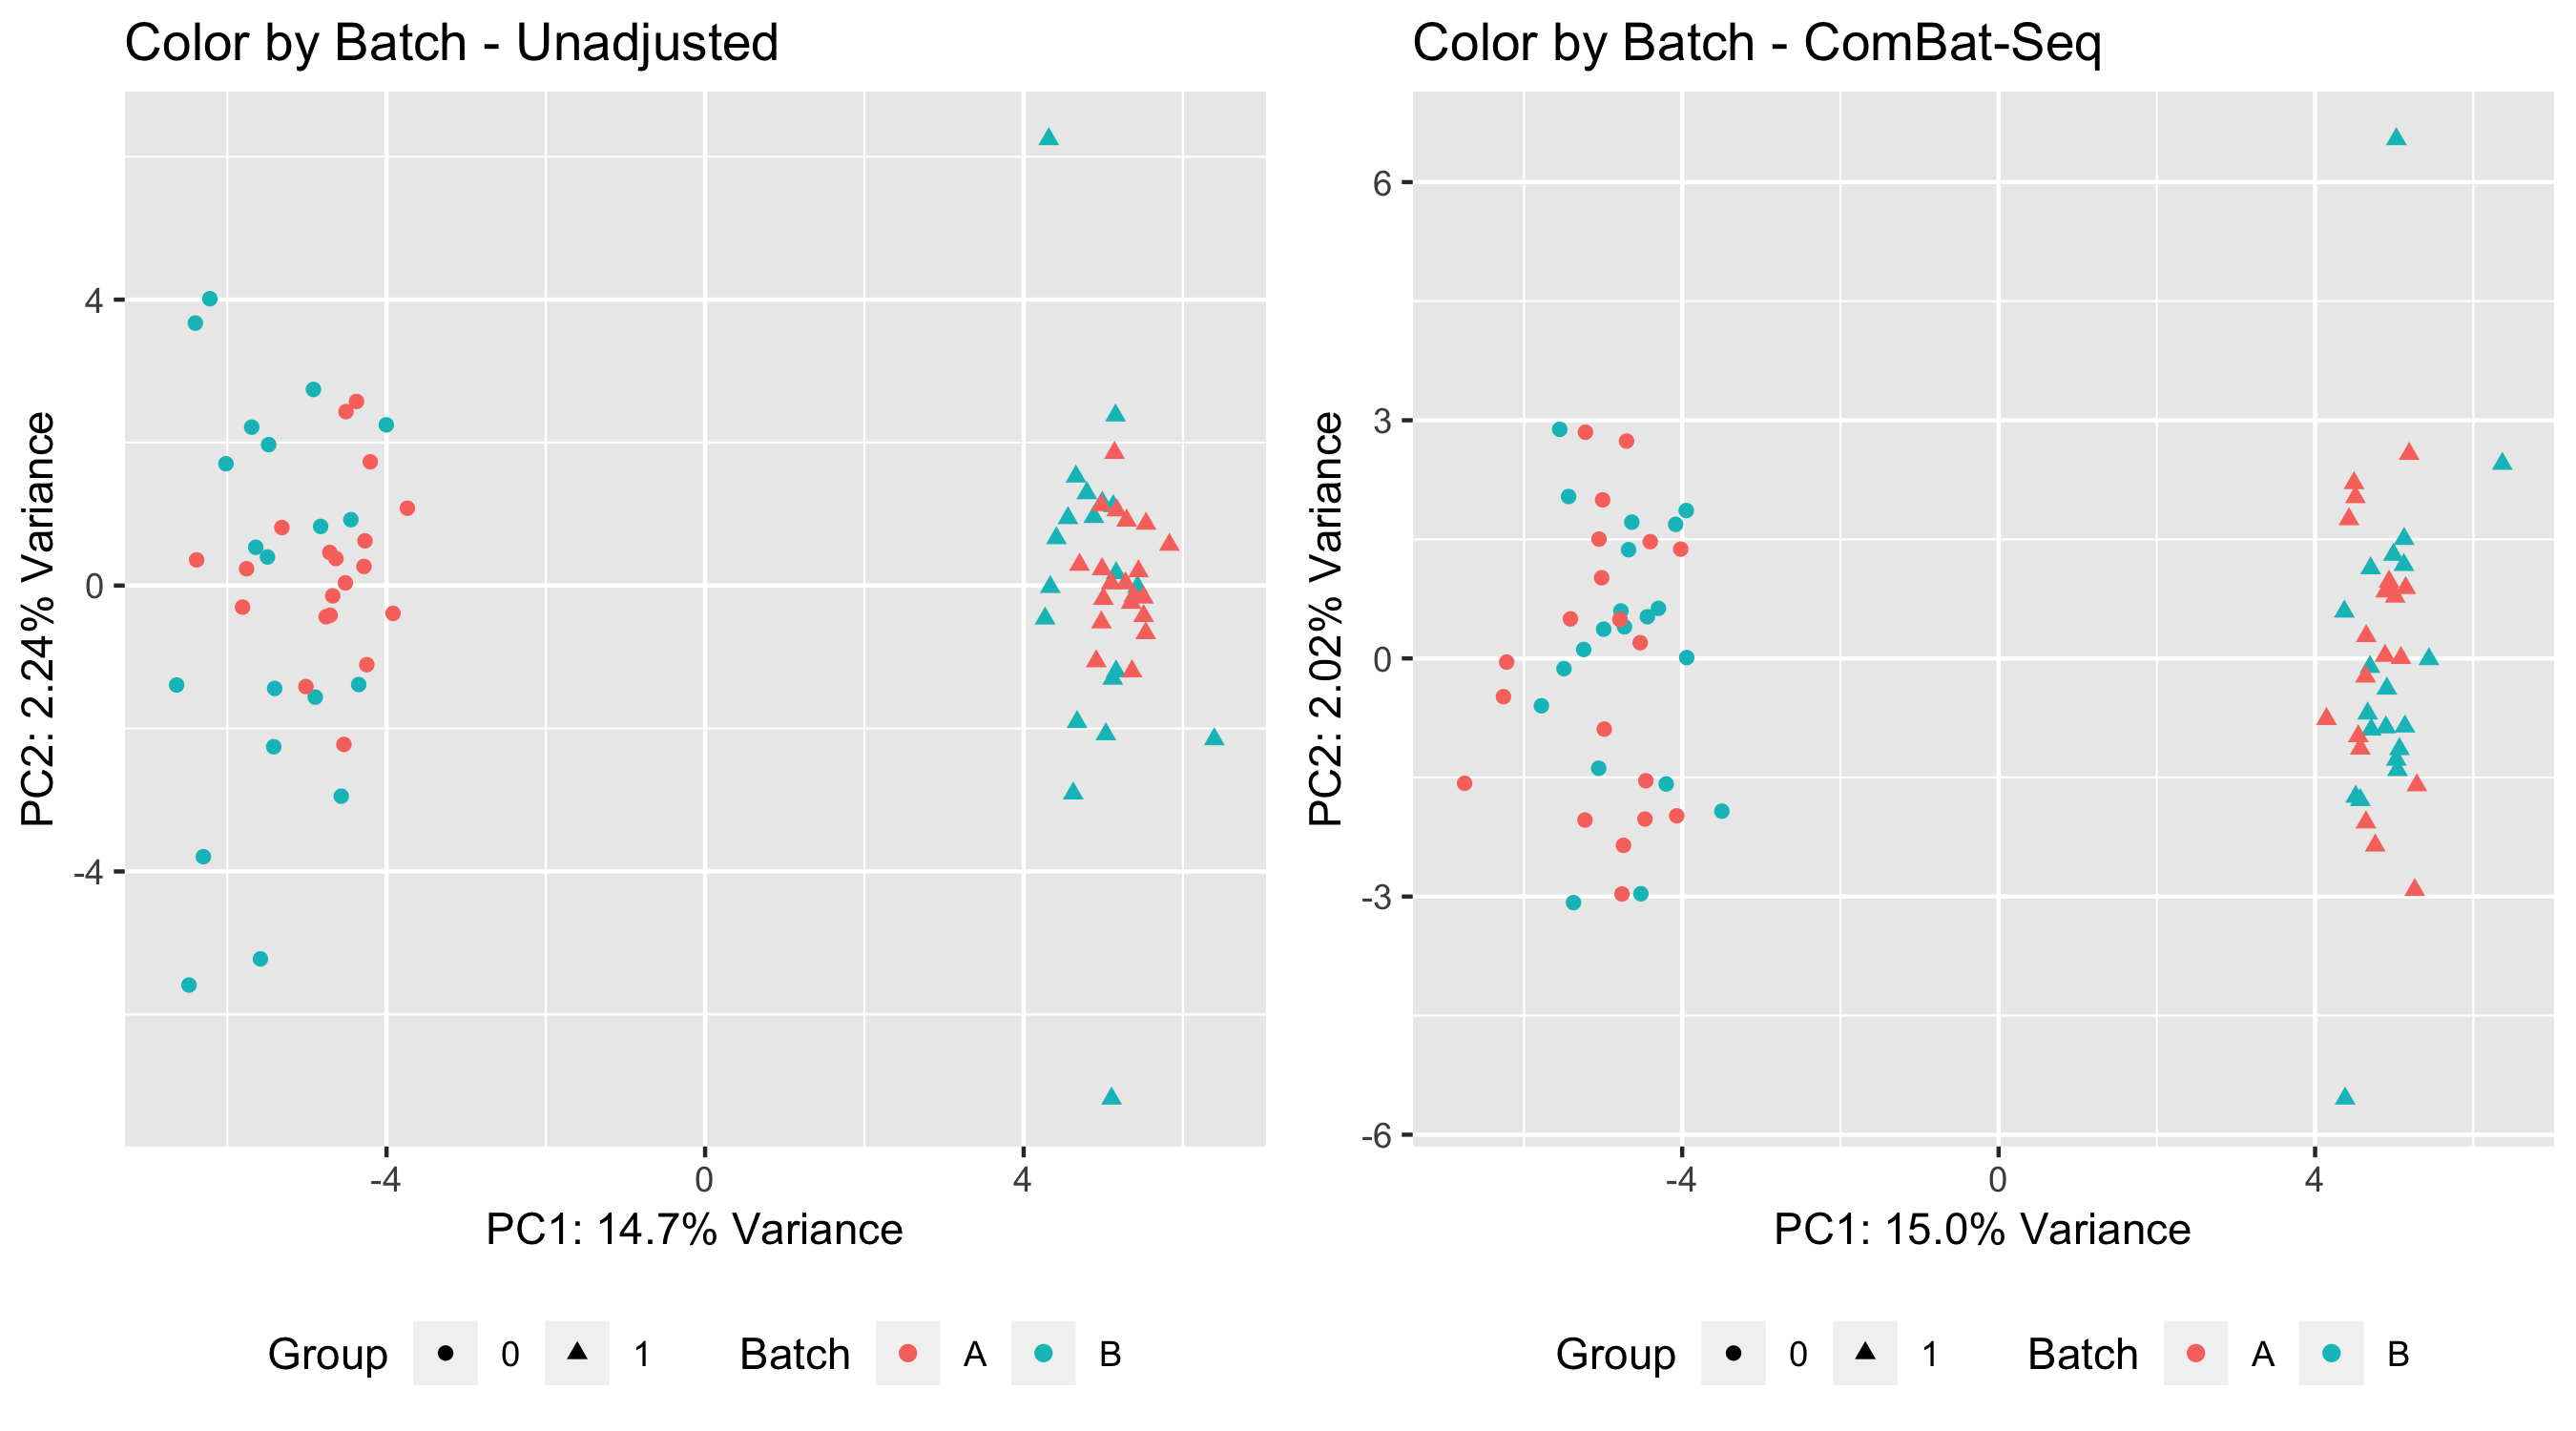 Color by Batch - Unadjusted
4
0
-4
PC2: 2.24% Variance
-4 0 4
PC1: 14.7% Variance
Group 0 1 Batch A B
Color by Batch - ComBat-Seq
6
3
0
-3
-6
PC2: 2.02% Variance
-4 0 4
PC1: 15.0% Variance
Group 0 1 Batch A B